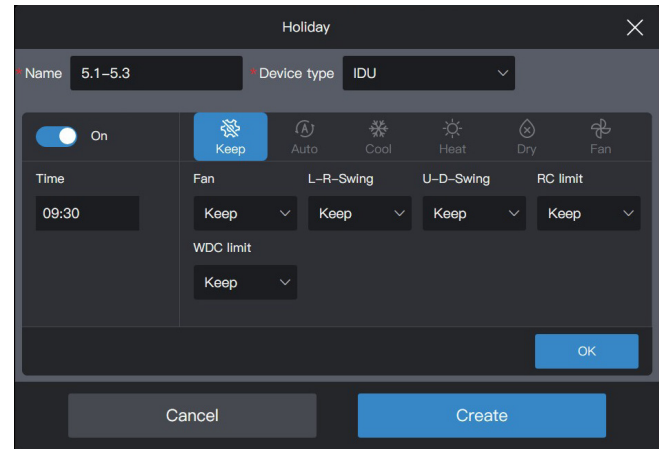 Holiday
*Name 5.1-5.3 *Device type IDU
On Keep Auto Cool Heat Dry Fan
Time Fan L-R-Swing U-D-Swing RC limit
09:30 Keep Keep Keep Keep
WDC limit
Keep
OK
Cancel Create